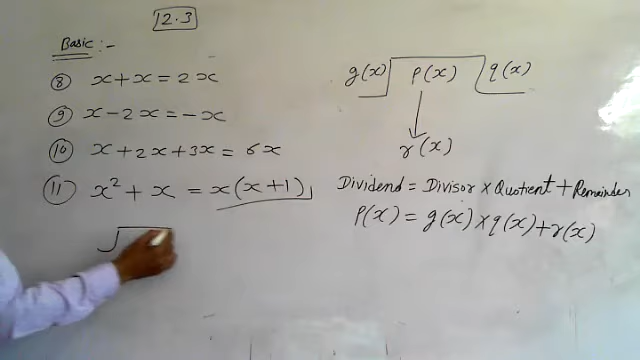 2.3
Basic :-
⑧ x + x = 2x
⑨ x - 2x = -x
⑩ x + 2x + 3x = 6x
⑪ x² + x = x(x+1)
g(x) p(x) q(x)
r(x)
Dividend = Divisor × Quotient + Remainder
p(x) = g(x) × q(x) + r(x)